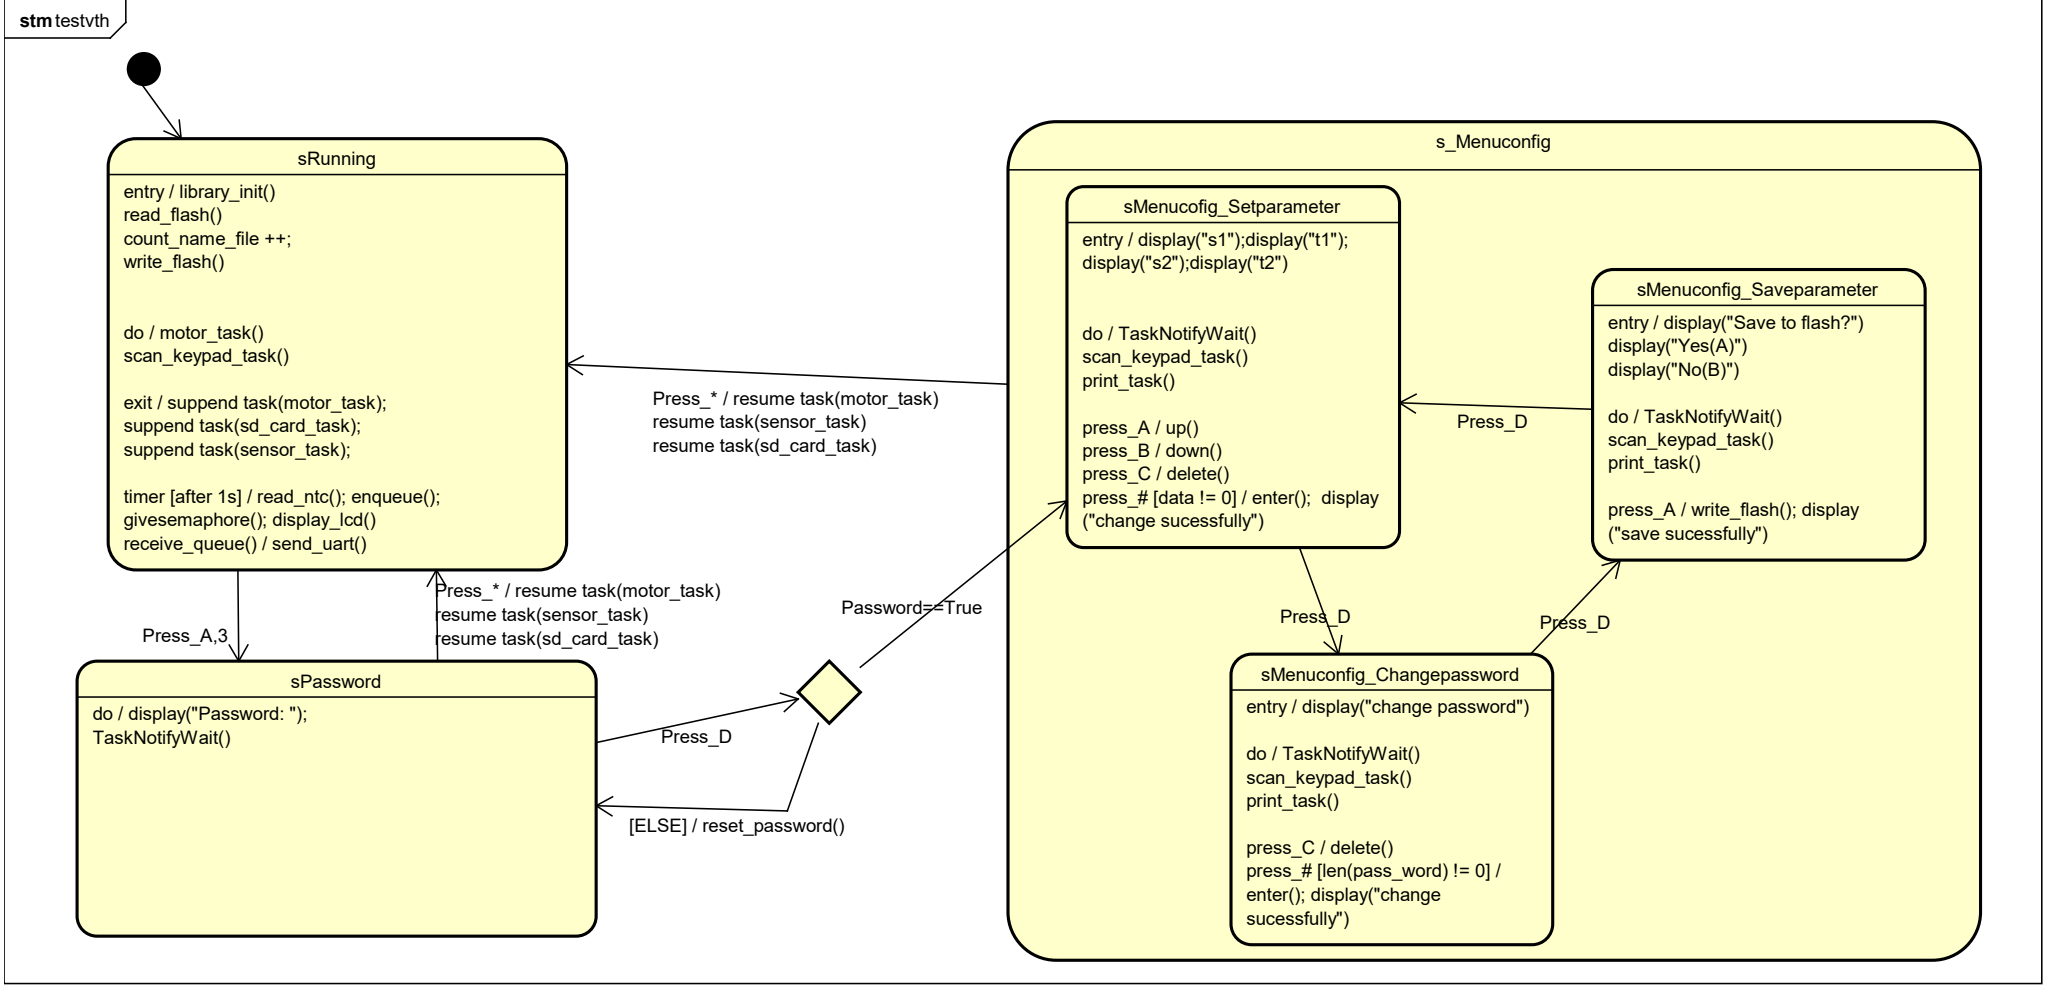 stm testvth
sRunning
entry / library_init()
read_flash()
count_name_file ++;
write_flash()
do / motor_task()
scan_keypad_task()
exit / suppend task(motor_task);
suppend task(sd_card_task);
suppend task(sensor_task);
timer [after 1s] / read_ntc(); enqueue();
givesemaphore(); display_lcd()
receive_queue() / send_uart()
Press_A,3
Press_* / resume task(motor_task)
resume task(sensor_task)
resume task(sd_card_task)
sPassword
do / display("Password: ");
TaskNotifyWait()
Press_D
[ELSE] / reset_password()
Password==True
Press_* / resume task(motor_task)
resume task(sensor_task)
resume task(sd_card_task)
s_Menuconfig
sMenucofig_Setparameter
entry / display("s1");display("t1");
display("s2");display("t2")
do / TaskNotifyWait()
scan_keypad_task()
print_task()
press_A / up()
press_B / down()
press_C / delete()
press_# [data != 0] / enter();  display
("change sucessfully")
Press_D
sMenuconfig_Saveparameter
entry / display("Save to flash?")
display("Yes(A)")
display("No(B)")
do / TaskNotifyWait()
scan_keypad_task()
print_task()
press_A / write_flash(); display
("save sucessfully")
Press_D
Press_D
sMenuconfig_Changepassword
entry / display("change password")
do / TaskNotifyWait()
scan_keypad_task()
print_task()
press_C / delete()
press_# [len(pass_word) != 0] /
enter(); display("change
sucessfully")